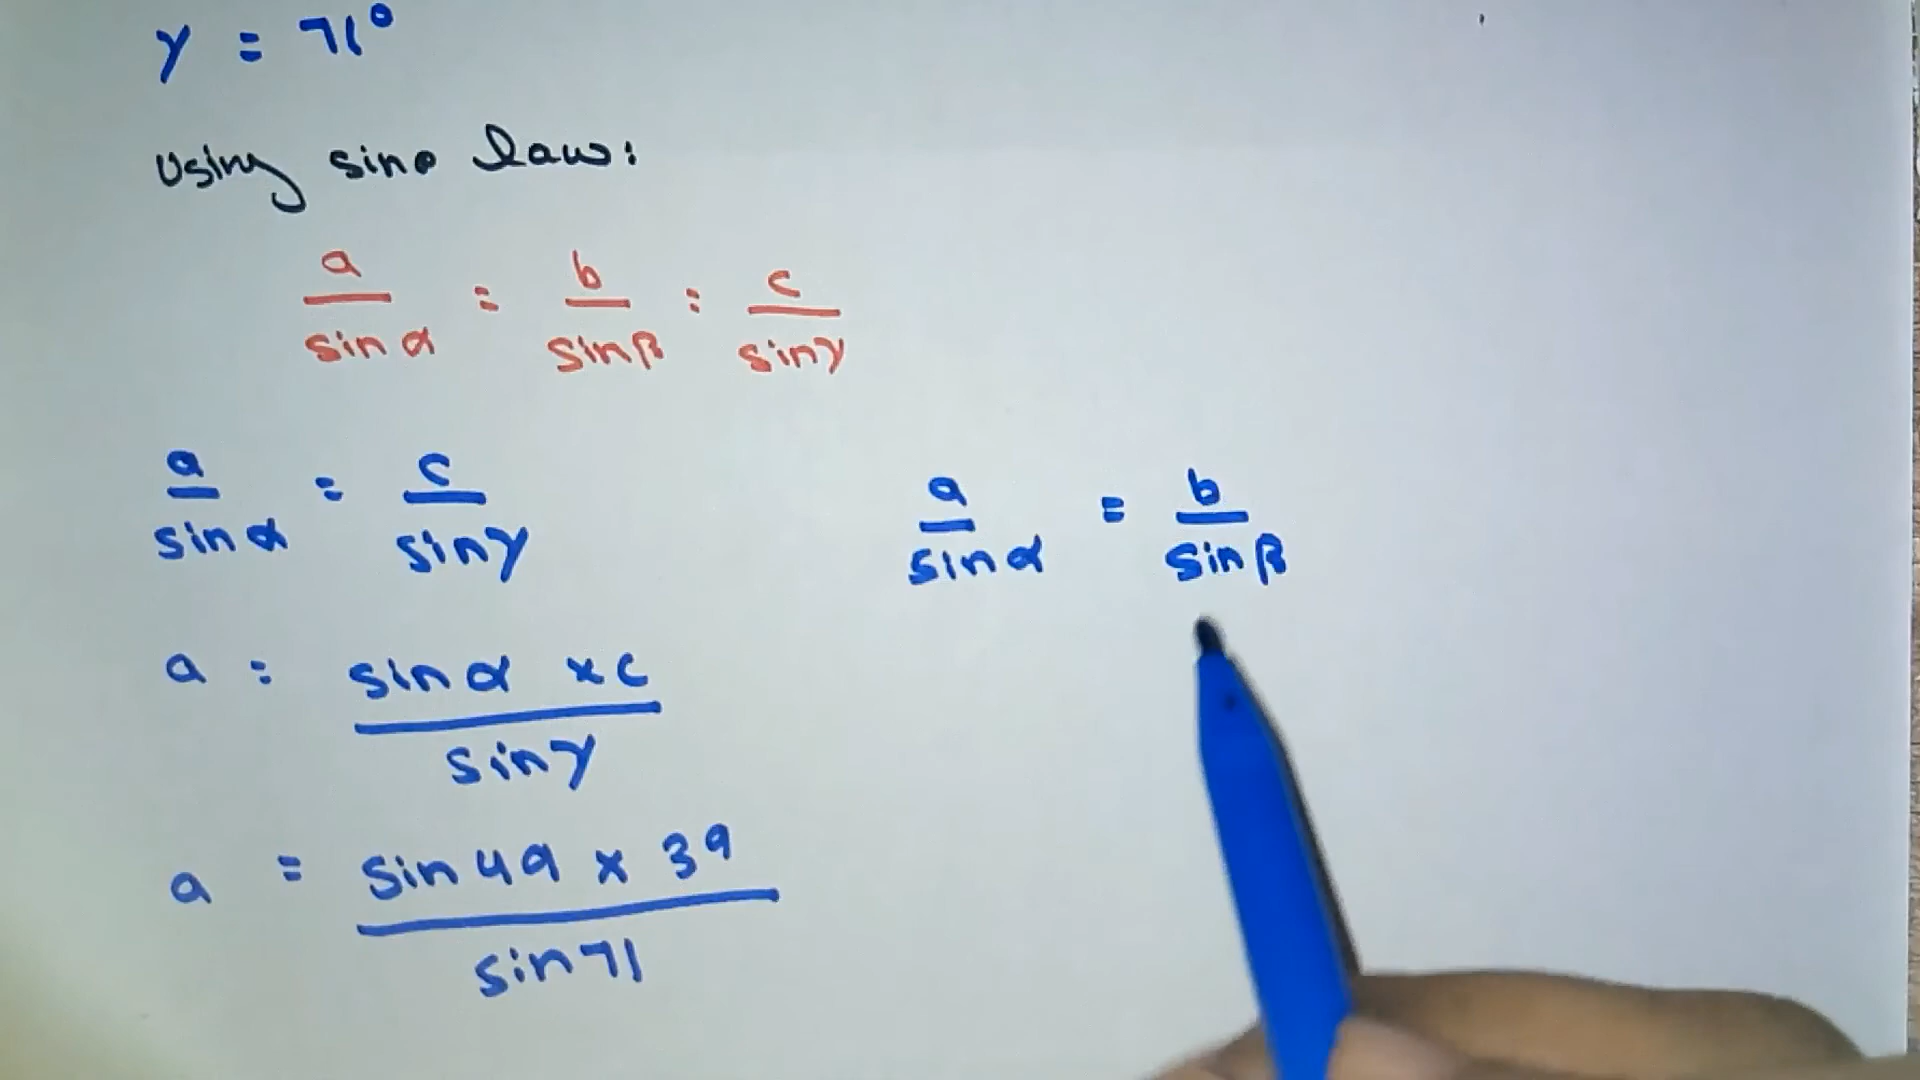 γ = 71°
Using sine law:
a/sin α = b/sin β = c/sin γ
a/sin α = c/sin γ
a = sin α × c / sin γ
a = sin 49 × 39 / sin 71
a/sin α = b/sin β